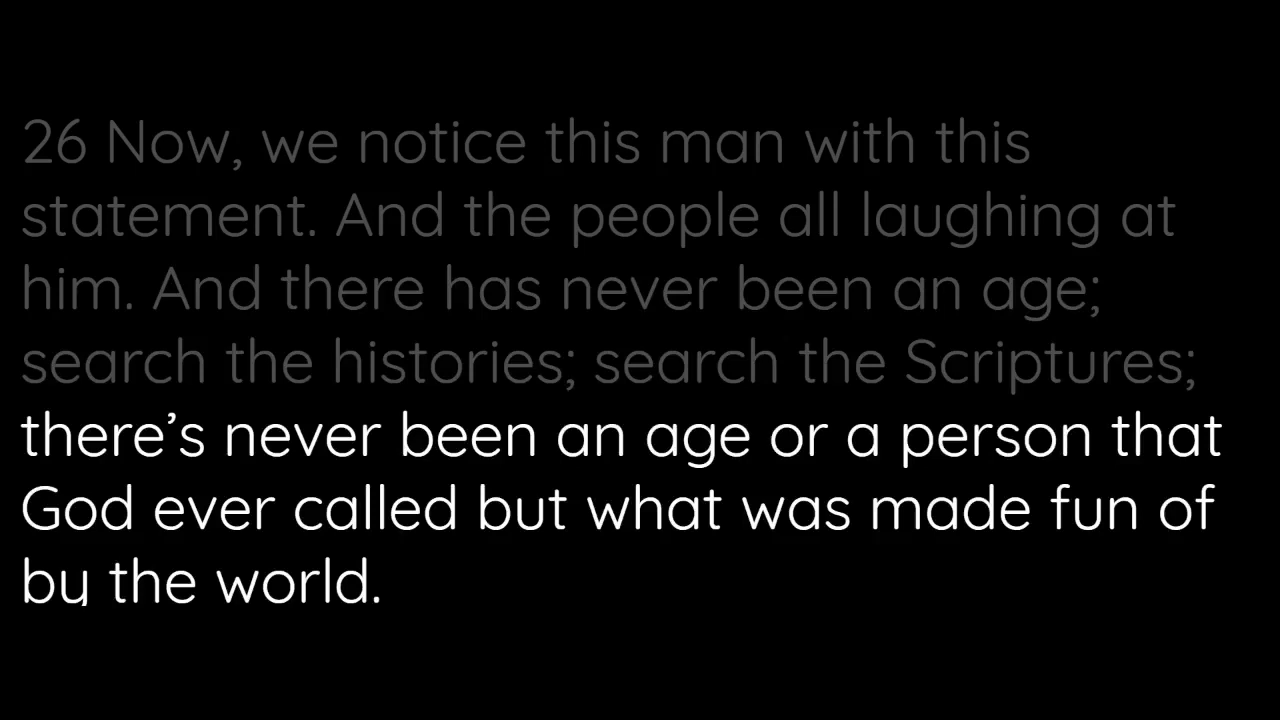 26 Now, we notice this man with this
statement. And the people all laughing at
him. And there has never been an age;
search the histories; search the Scriptures;
there’s never been an age or a person that
God ever called but what was made fun of
by the world.